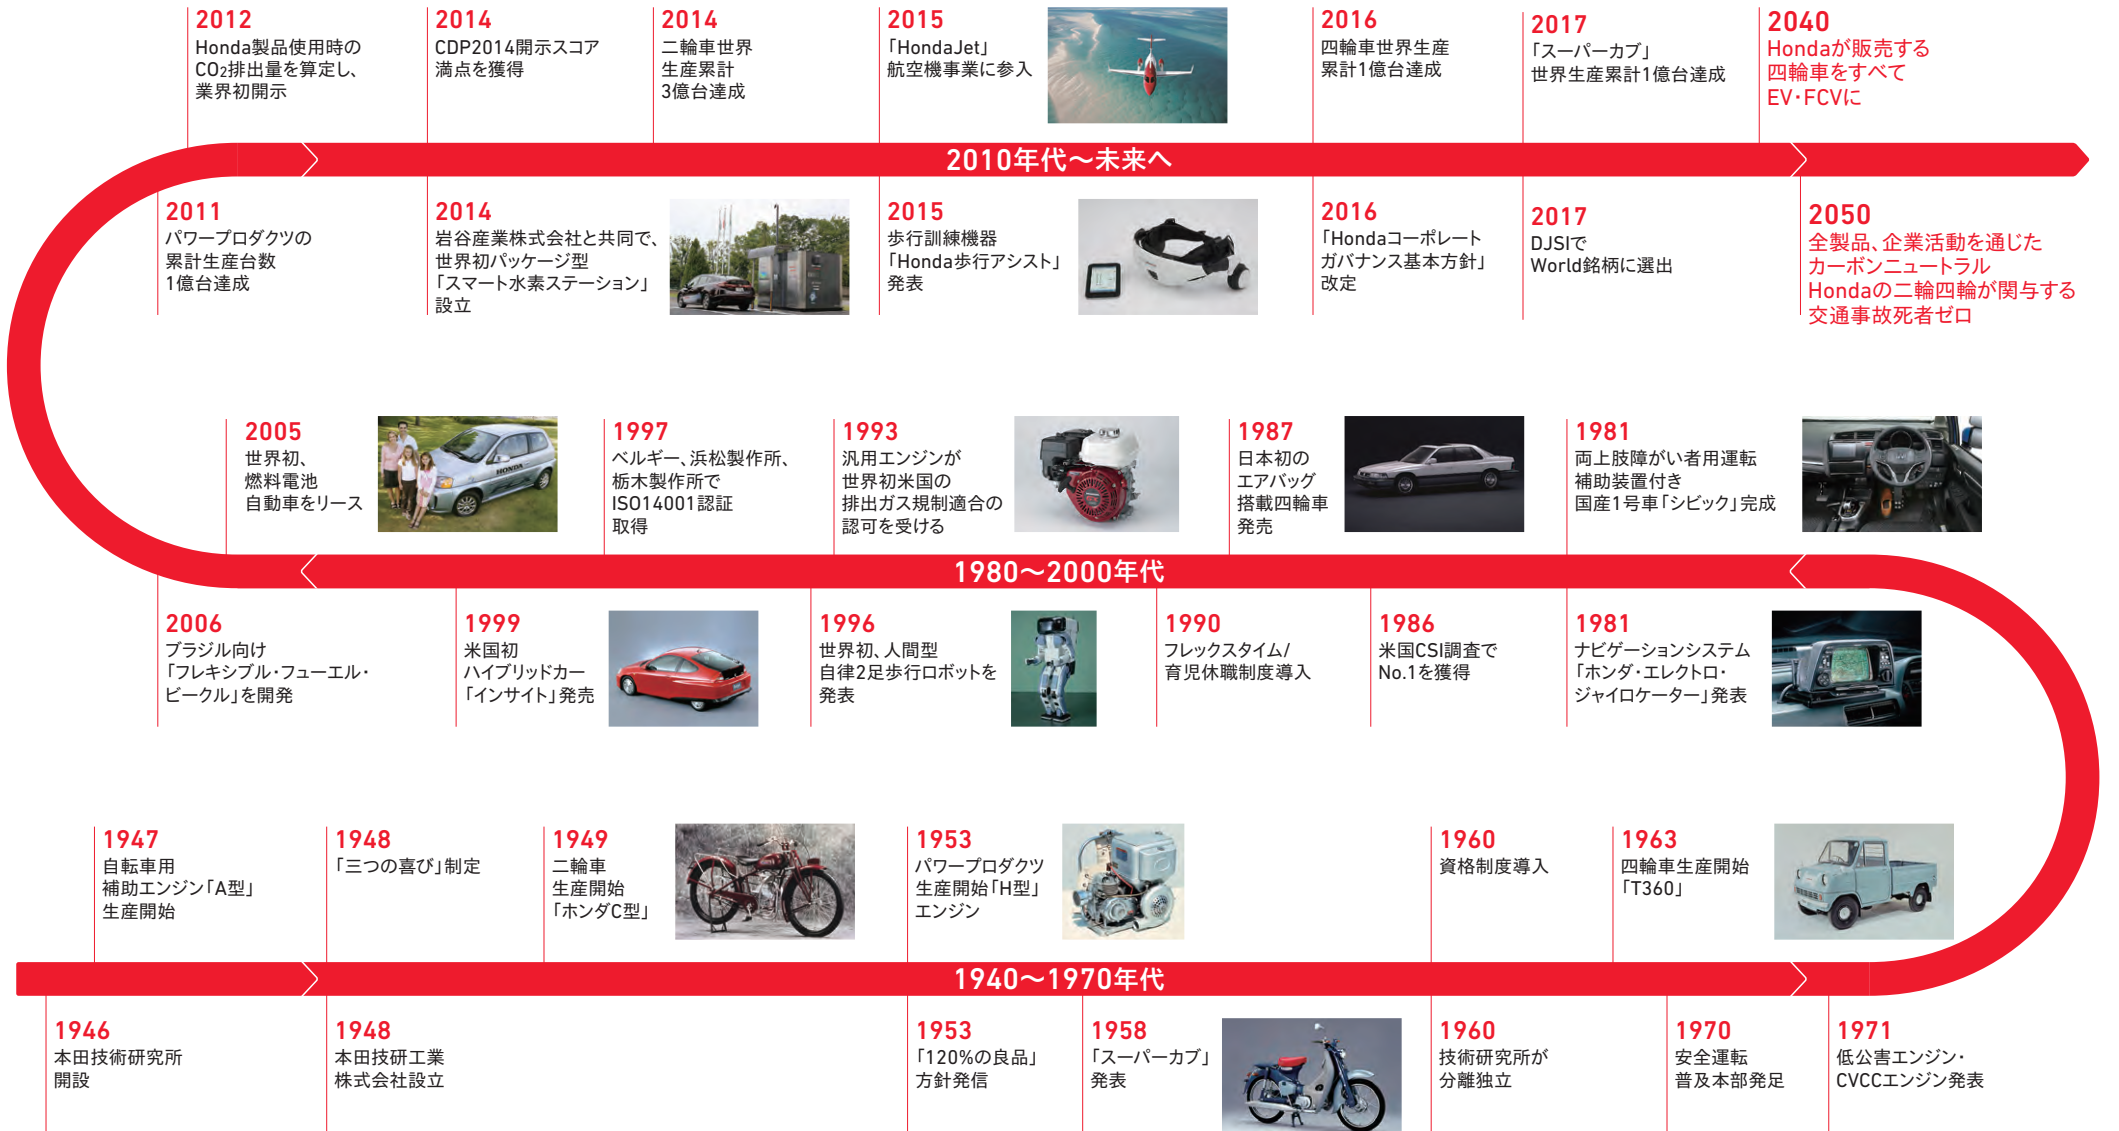 2012
Honda製品使用時の
CO₂排出量を算定し、
業界初開示
2014
CDP2014開示スコア
満点を獲得
2014
二輪車世界
生産累計
3億台達成
2015
「HondaJet」
航空機事業に参入
2016
四輪車世界生産
累計1億台達成
2017
「スーパーカブ」
世界生産累計1億台達成
2040
Hondaが販売する
四輪車をすべて
EV・FCVに
2010年代〜未来へ
2011
パワープロダクツの
累計生産台数
1億台達成
2014
岩谷産業株式会社と共同で、
世界初パッケージ型
「スマート水素ステーション」
設立
2015
歩行訓練機器
「Honda歩行アシスト」
発表
2016
「Hondaコーポレート
ガバナンス基本方針」
改定
2017
DJSIで
World銘柄に選出
2050
全製品、企業活動を通じた
カーボンニュートラル
Hondaの二輪四輪が関与する
交通事故死者ゼロ
2005
世界初、
燃料電池
自動車をリース
HONDA
1997
ベルギー、浜松製作所、
栃木製作所で
ISO14001認証
取得
1993
汎用エンジンが
世界初米国の
排出ガス規制適合の
認可を受ける
1987
日本初の
エアバッグ
搭載四輪車
発売
1981
両上肢障がい者用運転
補助装置付き
国産1号車「シビック」完成
1980〜2000年代
2006
ブラジル向け
「フレキシブル・フューエル・
ビークル」を開発
1999
米国初
ハイブリッドカー
「インサイト」発売
1996
世界初、人間型
自律2足歩行ロボットを
発表
1990
フレックスタイム/
育児休職制度導入
1986
米国CSI調査で
No.1を獲得
1981
ナビゲーションシステム
「ホンダ・エレクトロ・
ジャイロケーター」発表
1947
自転車用
補助エンジン「A型」
生産開始
1948
「三つの喜び」制定
1949
二輪車
生産開始
「ホンダC型」
1953
パワープロダクツ
生産開始「H型」
エンジン
1960
資格制度導入
1963
四輪車生産開始
「T360」
1940〜1970年代
1946
本田技術研究所
開設
1948
本田技研工業
株式会社設立
1953
「120%の良品」
方針発信
1958
「スーパーカブ」
発表
1960
技術研究所が
分離独立
1970
安全運転
普及本部発足
1971
低公害エンジン・
CVCCエンジン発表